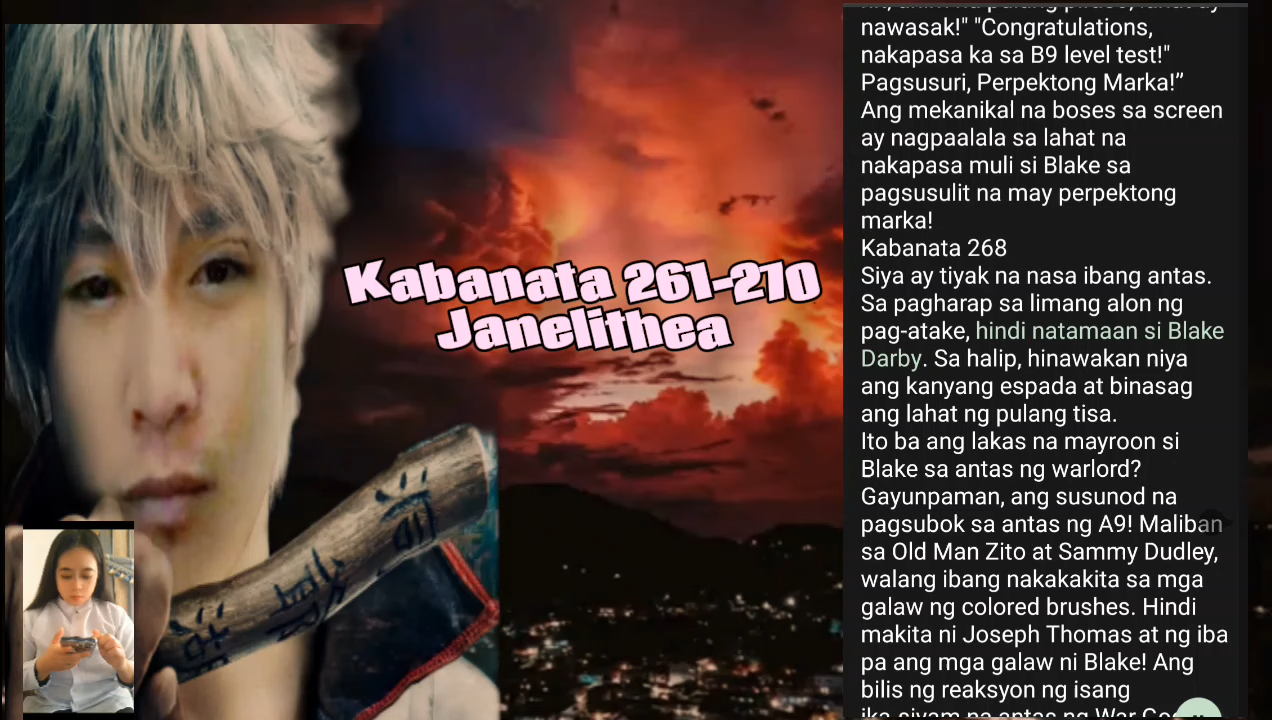 Kabanata 261-270
Janelithea
nawasak!" "Congratulations,
nakapasa ka sa B9 level test!"
Pagsusuri, Perpektong Marka!”
Ang mekanikal na boses sa screen
ay nagpaalala sa lahat na
nakapasa muli si Blake sa
pagsusulit na may perpektong
marka!
Kabanata 268
Siya ay tiyak na nasa ibang antas.
Sa pagharap sa limang alon ng
pag-atake, hindi natamaan si Blake
Darby. Sa halip, hinawakan niya
ang kanyang espada at binasag
ang lahat ng pulang tisa.
Ito ba ang lakas na mayroon si
Blake sa antas ng warlord?
Gayunpaman, ang susunod na
pagsubok sa antas ng A9! Maliban
sa Old Man Zito at Sammy Dudley,
walang ibang nakakakita sa mga
galaw ng colored brushes. Hindi
makita ni Joseph Thomas at ng iba
pa ang mga galaw ni Blake! Ang
bilis ng reaksyon ng isang